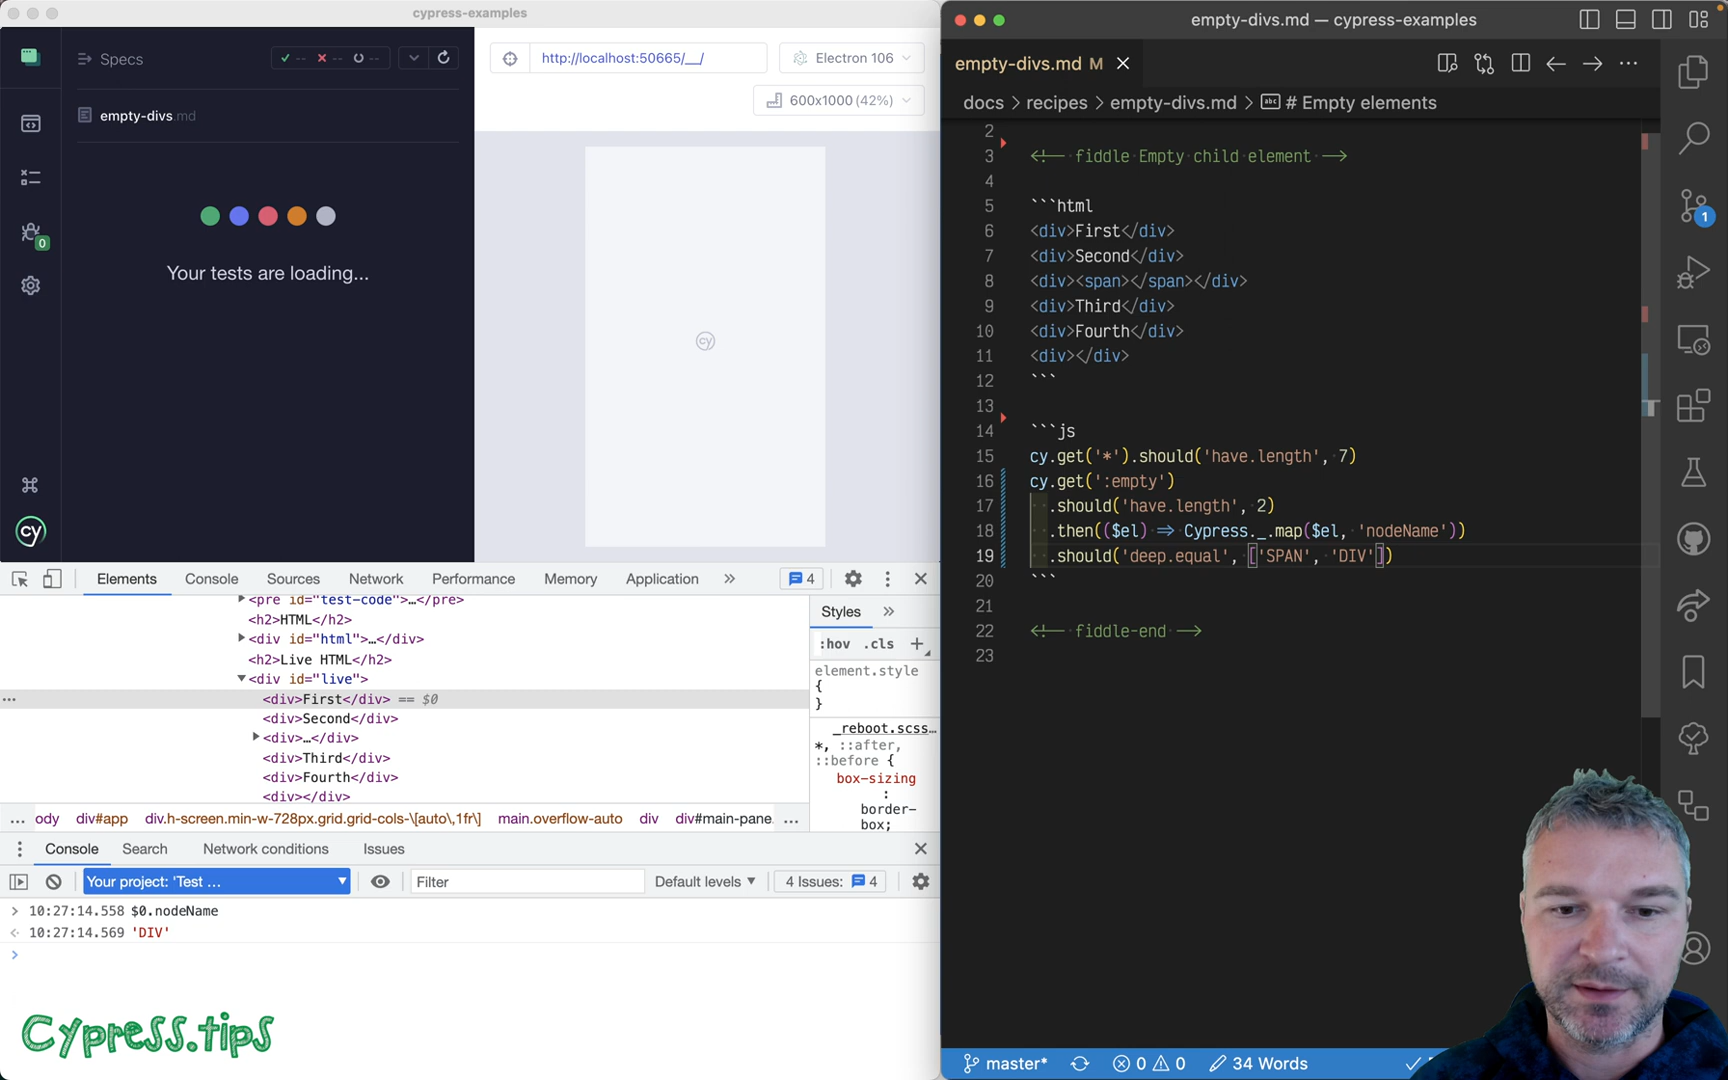 cypress-examples
Specs
✓ -- ✗ -- --
http://localhost:50665/__/
Electron 106
600x1000 (42%)
empty-divs.md
0
Your tests are loading...
cy
cy
Elements Console Sources Network Performance Memory Application » 4
<pre id="test-code">…</pre>
<h2>HTML</h2>
<div id="html">…</div>
<h2>Live HTML</h2>
<div id="live">
<div>First</div> == $0
<div>Second</div>
<div>…</div>
<div>Third</div>
<div>Fourth</div>
<div></div>
Styles »
:hov .cls +
element.style
{
}
_reboot.scss…
*, ::after,
::before {
box-sizing
:
border-
box;
... ody div#app div.h-screen.min-w-728px.grid.grid-cols-\[auto\,1fr\] main.overflow-auto div div#main-pane. ...
Console Search Network conditions Issues
Your project: 'Test ... Filter Default levels 4 Issues: 4
> 10:27:14.558 $0.nodeName
10:27:14.569 'DIV'
>
Cypress.tips
empty-divs.md — cypress-examples
empty-divs.md M
docs > recipes > empty-divs.md > # Empty elements
2
3 <!-- fiddle Empty child element -->
4
5 ```html
6 <div>First</div>
7 <div>Second</div>
8 <div><span></span></div>
9 <div>Third</div>
10 <div>Fourth</div>
11 <div></div>
12 ```
13
14 ```js
15 cy.get('*').should('have.length', 7)
16 cy.get(':empty')
17 .should('have.length', 2)
18 .then(($el) => Cypress._.map($el, 'nodeName'))
19 .should('deep.equal', ['SPAN', 'DIV'])
20 ```
21
22 <!-- fiddle-end -->
23
1
master* 0 0 34 Words